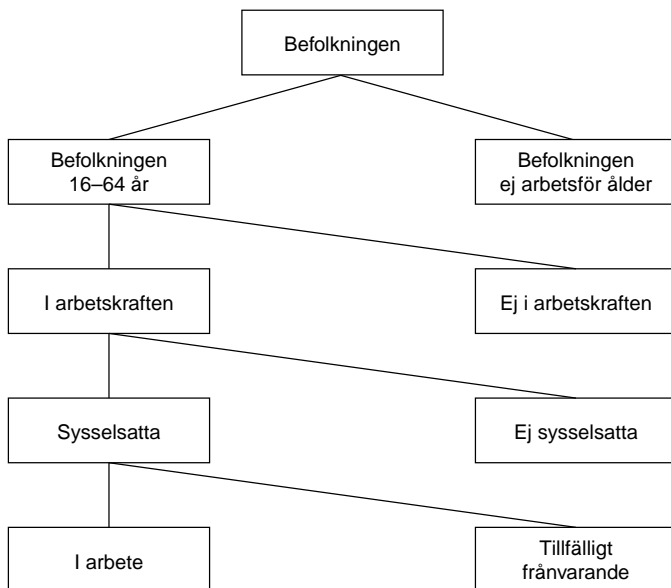 Befolkningen
Befolkningen
16–64 år
Befolkningen
ej arbetsför ålder
I arbetskraften
Ej i arbetskraften
Sysselsatta
Ej sysselsatta
I arbete
Tillfälligt
frånvarande